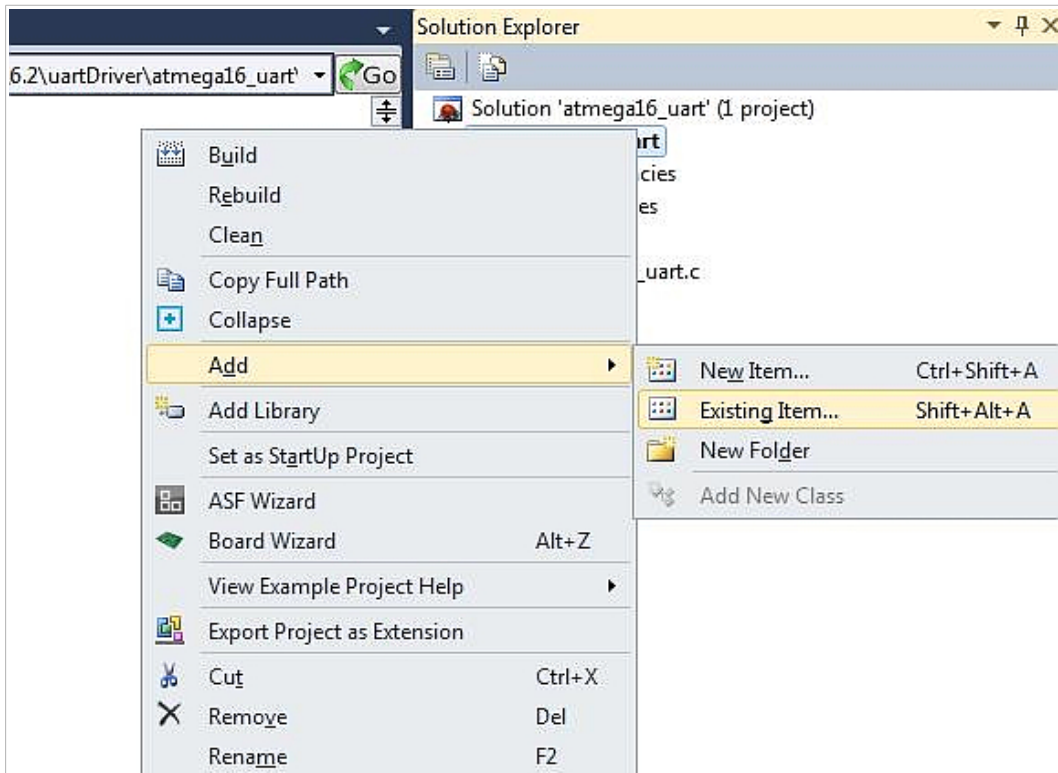 Solution Explorer
6.2\uartDriver\atmega16_uart\
Go
Solution 'atmega16_uart' (1 project)
art
cies
es
_uart.c
Build
Rebuild
Clean
Copy Full Path
Collapse
Add
Add Library
Set as StartUp Project
ASF Wizard
Board Wizard Alt+Z
View Example Project Help
Export Project as Extension
Cut Ctrl+X
Remove Del
Rename F2
New Item... Ctrl+Shift+A
Existing Item... Shift+Alt+A
New Folder
Add New Class